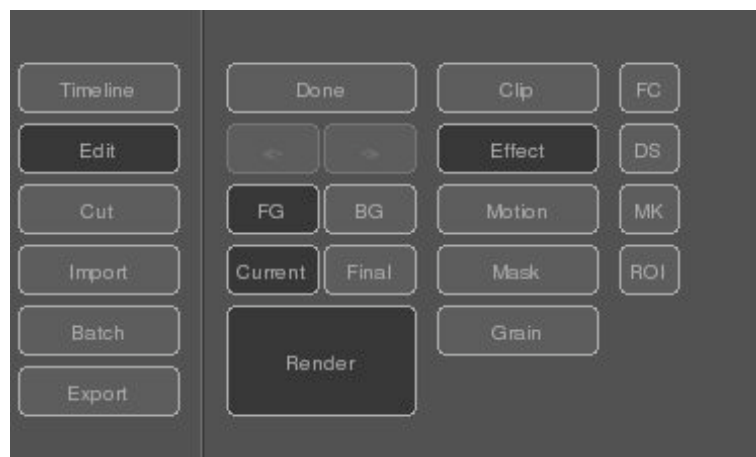 Timeline Done Clip FC
Edit <- -> Effect DS
Cut FG BG Motion MK
Import Current Final Mask ROI
Batch Render Grain
Export